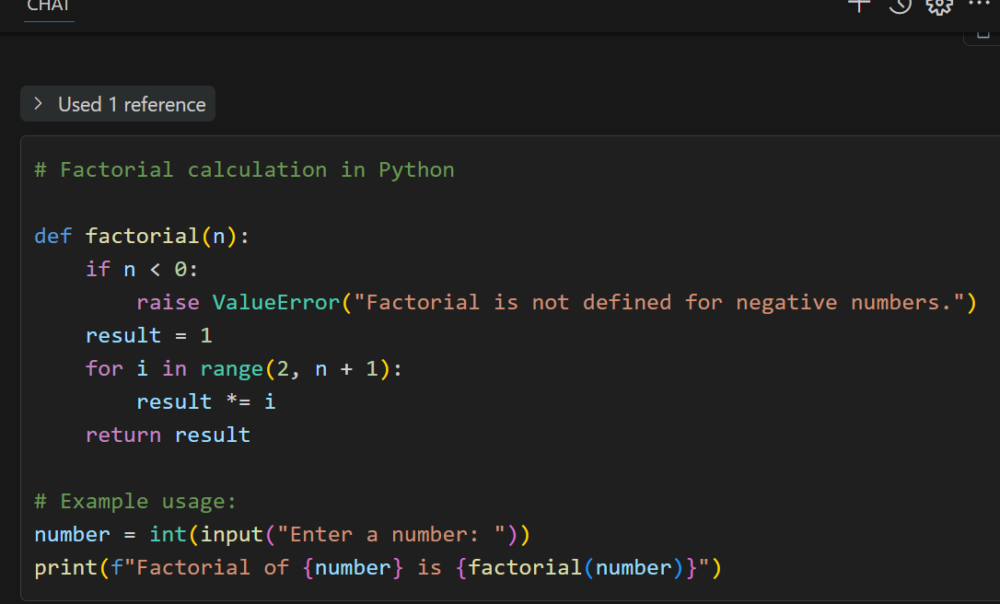 CHAT
Used 1 reference
# Factorial calculation in Python
def factorial(n):
    if n < 0:
        raise ValueError("Factorial is not defined for negative numbers.")
    result = 1
    for i in range(2, n + 1):
        result *= i
    return result
# Example usage:
number = int(input("Enter a number: "))
print(f"Factorial of {number} is {factorial(number)}")